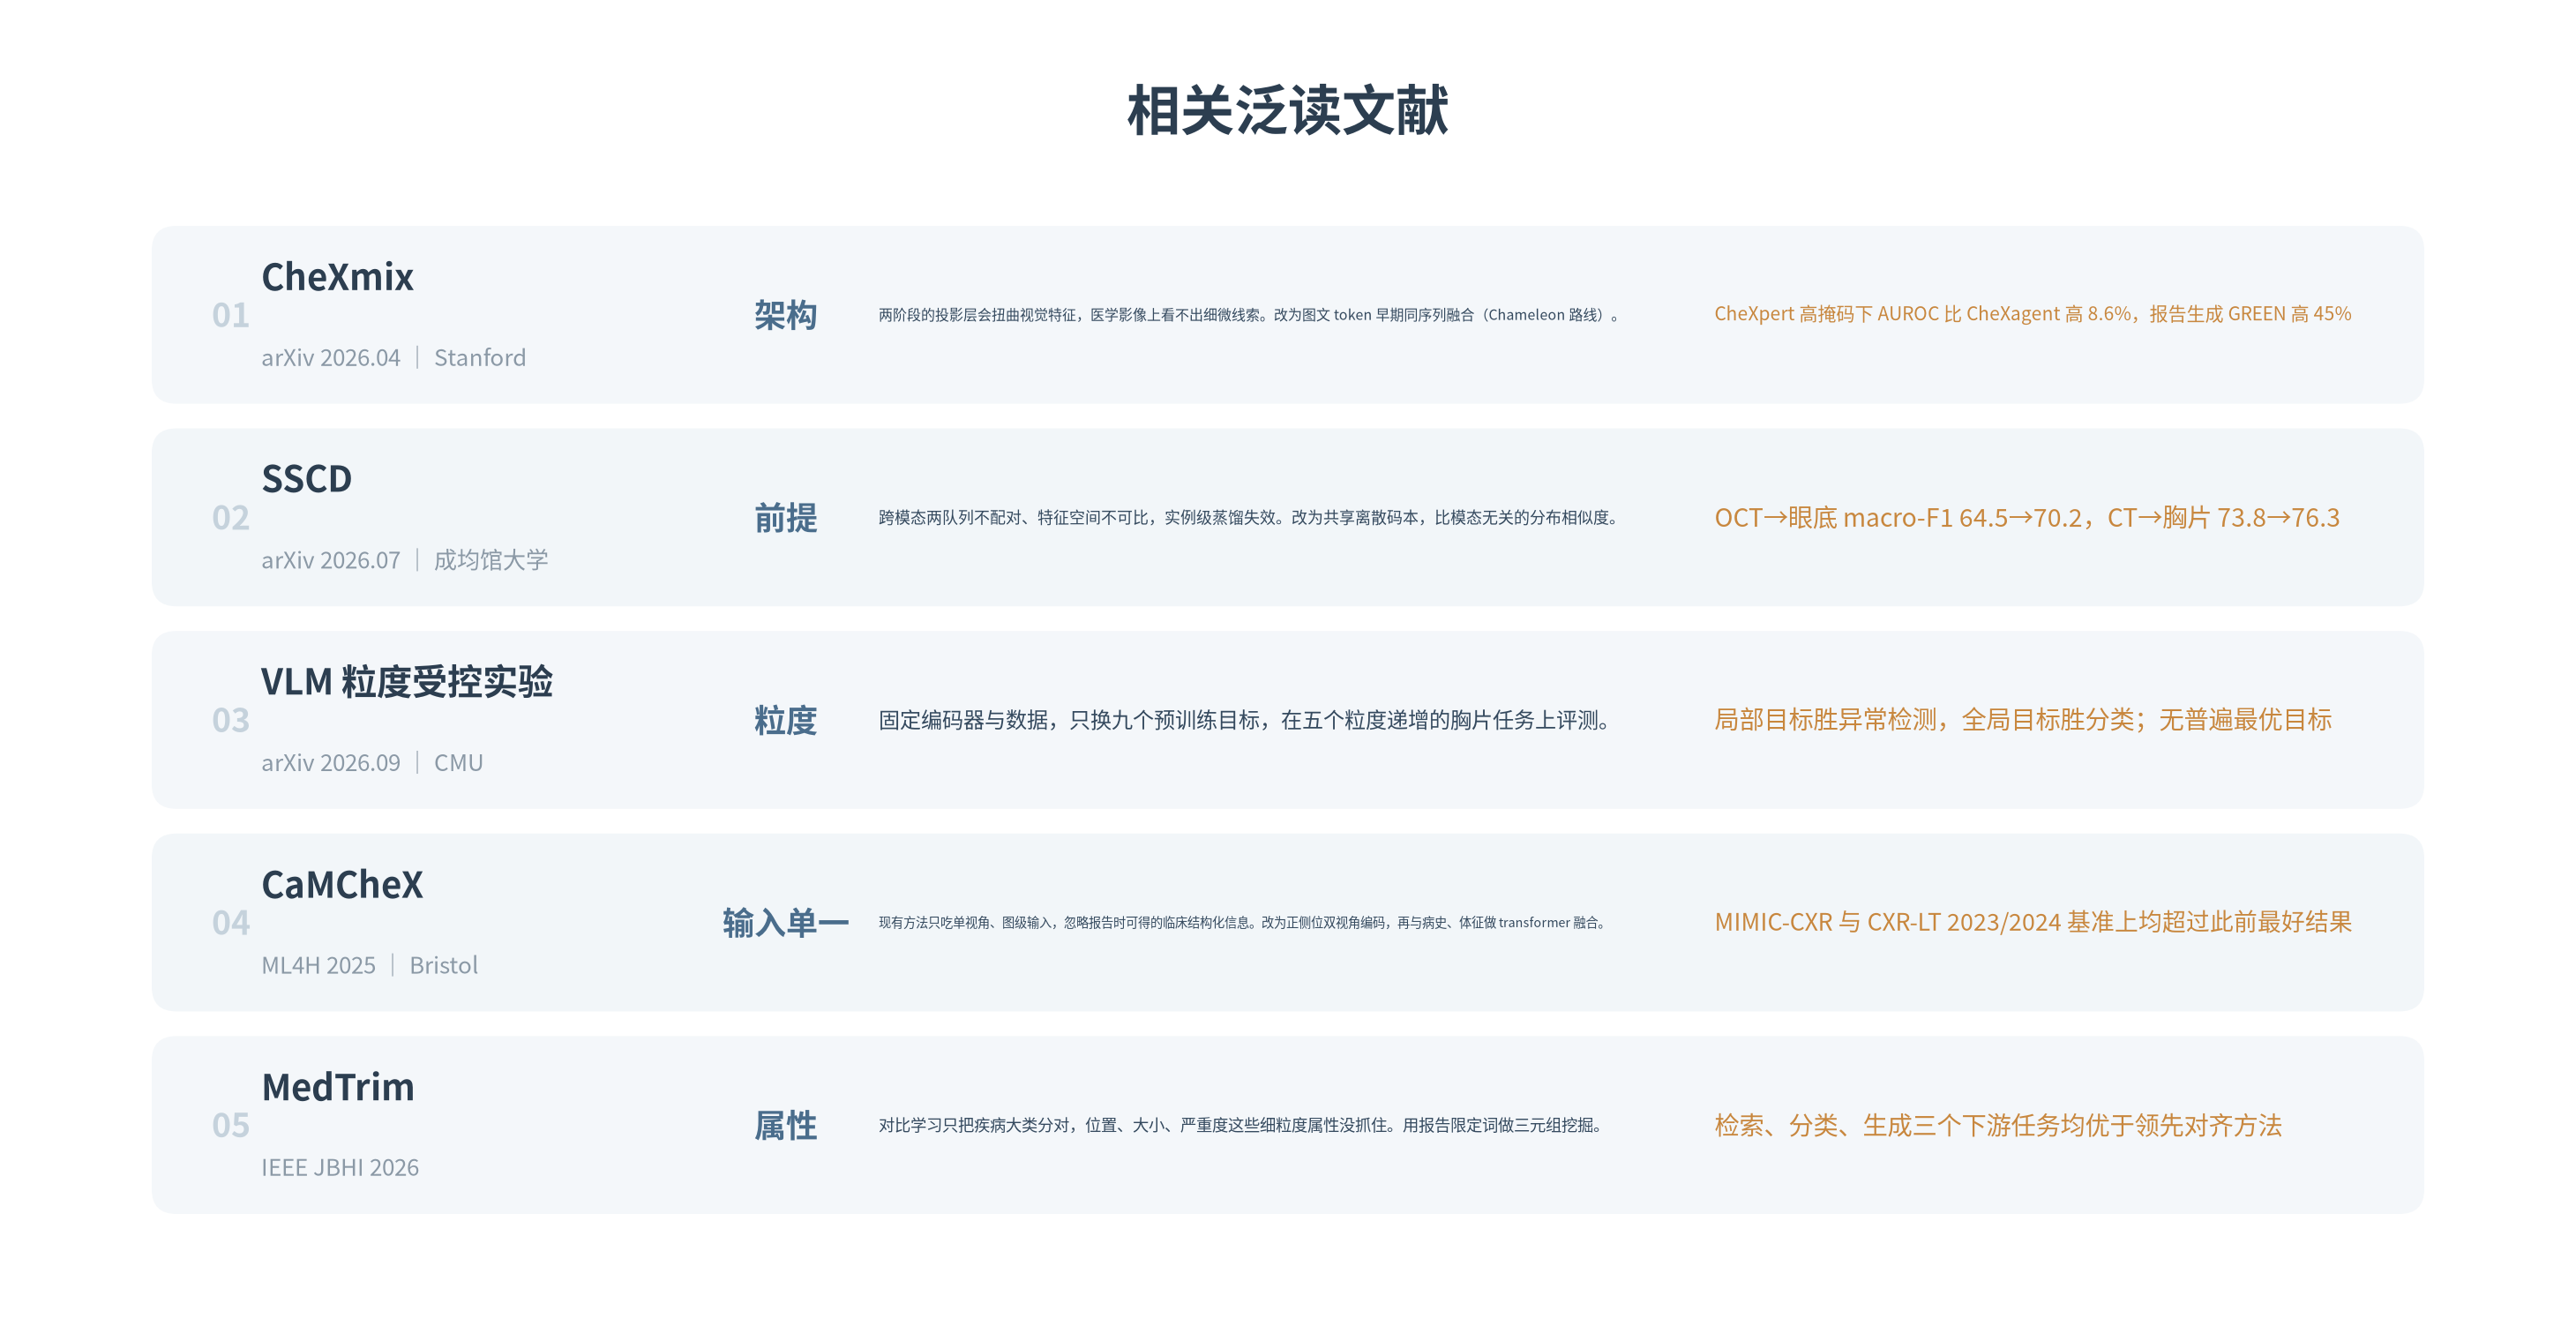 相关泛读文献
01
CheXmix
arXiv 2026.04 | Stanford
架构
两阶段的投影层会扭曲视觉特征，医学影像上看不出细微线索。改为图文 token 早期同序列融合（Chameleon 路线）。
CheXpert 高掩码下 AUROC 比 CheXagent 高 8.6%，报告生成 GREEN 高 45%
02
SSCD
arXiv 2026.07 | 成均馆大学
前提
跨模态两队列不配对、特征空间不可比，实例级蒸馏失效。改为共享离散码本，比模态无关的分布相似度。
OCT→眼底 macro-F1 64.5→70.2，CT→胸片 73.8→76.3
03
VLM 粒度受控实验
arXiv 2026.09 | CMU
粒度
固定编码器与数据，只换九个预训练目标，在五个粒度递增的胸片任务上评测。
局部目标胜异常检测，全局目标胜分类；无普遍最优目标
04
CaMCheX
ML4H 2025 | Bristol
输入单一
现有方法只吃单视角、图级输入，忽略报告时可得的临床结构化信息。改为正侧位双视角编码，再与病史、体征做 transformer 融合。
MIMIC-CXR 与 CXR-LT 2023/2024 基准上均超过此前最好结果
05
MedTrim
IEEE JBHI 2026
属性
对比学习只把疾病大类分对，位置、大小、严重度这些细粒度属性没抓住。用报告限定词做三元组挖掘。
检索、分类、生成三个下游任务均优于领先对齐方法